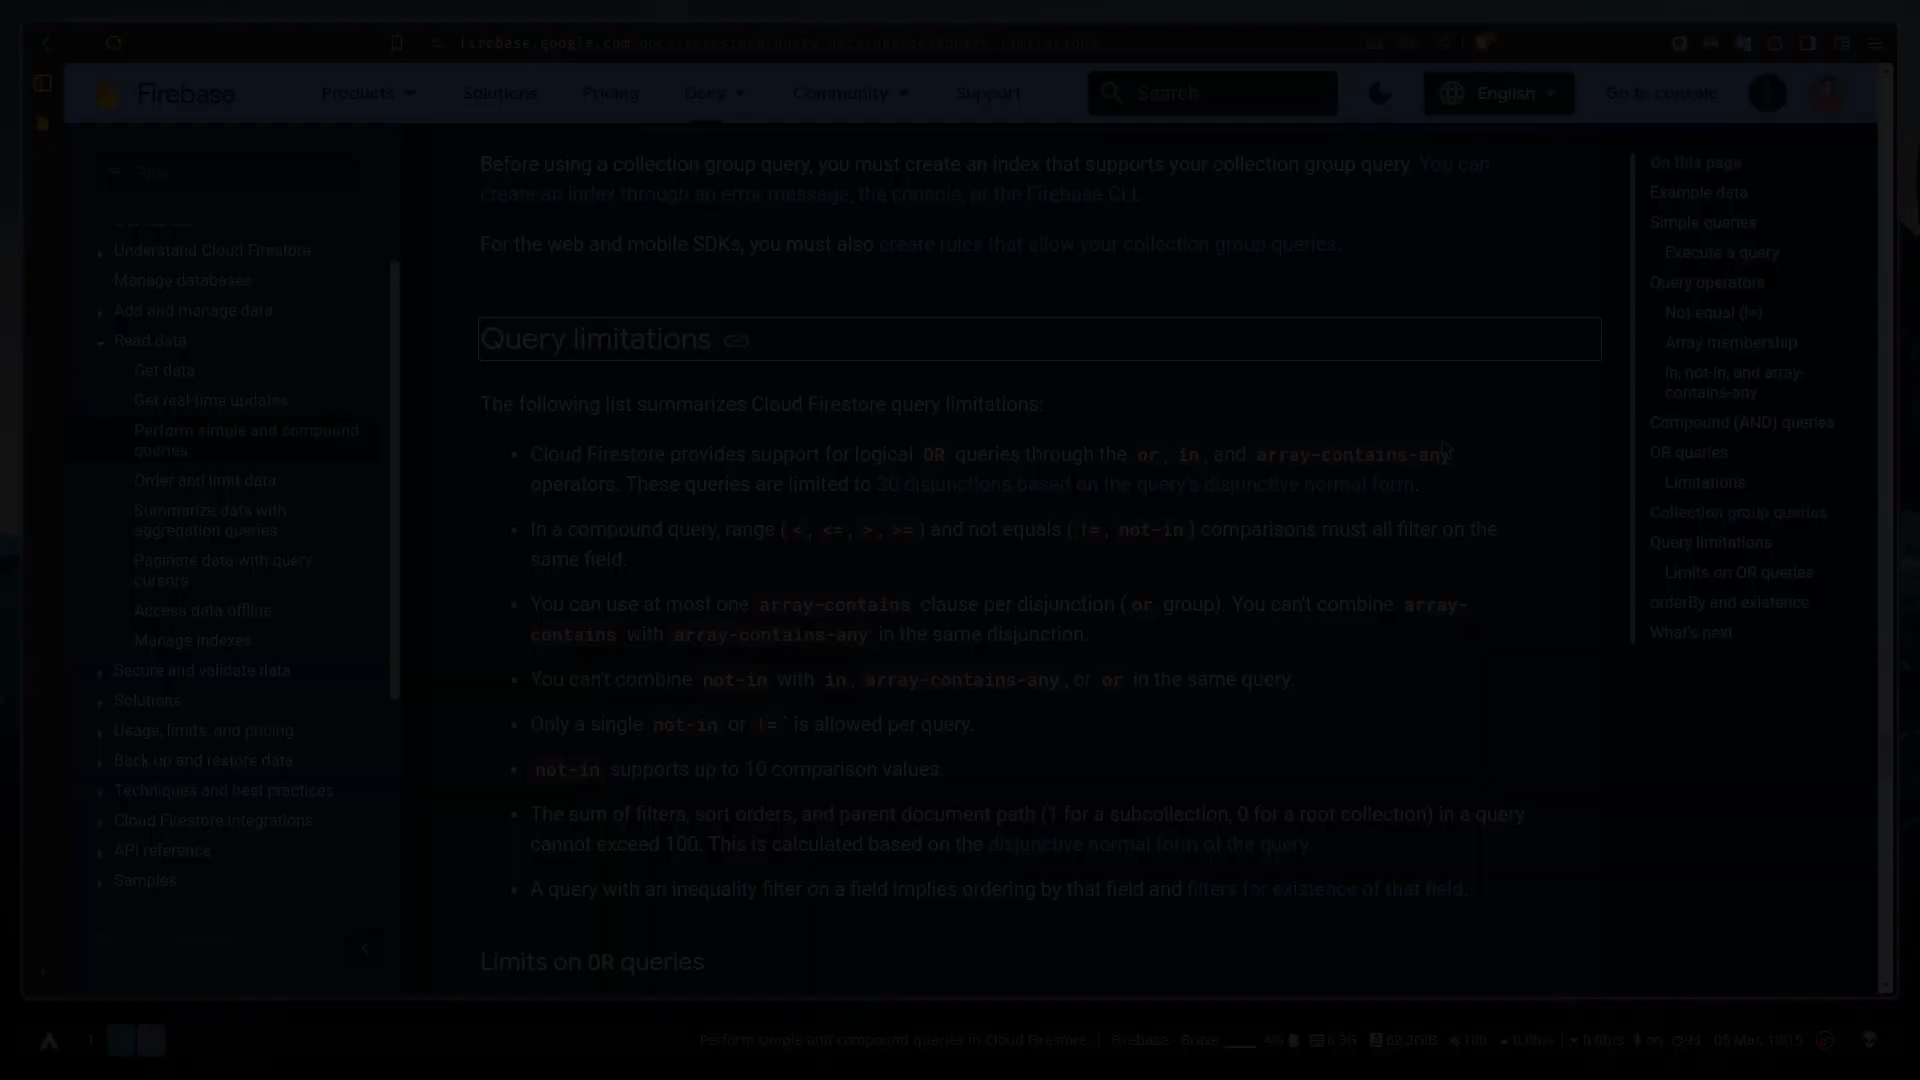 firebase.google.com
Firebase
Products
Solutions
Pricing
Docs
Community
Support
Search
English
Go to console
Understand Cloud Firestore
Manage databases
Add and manage data
Read data
Get data
Get real-time updates
Perform simple and compound
queries
Order and limit data
Summarize data with
aggregation queries
Paginate data with query
cursors
Access data offline
Manage indexes
Secure and validate data
Solutions
Usage, limits, and pricing
Back up and restore data
Techniques and best practices
Cloud Firestore integrations
API reference
Samples
Before using a collection group query, you must create an index that supports your collection group query. You can
create an index through an error message, the console, or the Firebase CLI.
For the web and mobile SDKs, you must also create rules that allow your collection group queries.
Query limitations
The following list summarizes Cloud Firestore query limitations:
• Cloud Firestore provides support for logical OR queries through the or, in, and array-contains-any
operators. These queries are limited to 30 disjunctions based on the query's disjunctive normal form.
• In a compound query, range (<, <=, >, >=) and not equals (!=, not-in) comparisons must all filter on the
same field.
• You can use at most one array-contains clause per disjunction (or group). You can't combine array-
contains with array-contains-any in the same disjunction.
• You can't combine not-in with in, array-contains-any, or or in the same query.
• Only a single not-in or !=` is allowed per query.
• not-in supports up to 10 comparison values.
• The sum of filters, sort orders, and parent document path (1 for a subcollection, 0 for a root collection) in a query
cannot exceed 100. This is calculated based on the disjunctive normal form of the query.
• A query with an inequality filter on a field implies ordering by that field and filters for existence of that field.
Limits on OR queries
On this page
Example data
Simple queries
Execute a query
Query operators
Not equal (!=)
Array membership
In, not-in, and array-
contains-any
Compound (AND) queries
OR queries
Limitations
Collection group queries
Query limitations
Limits on OR queries
orderBy and existence
What's next
1
Perform simple and compound queries in Cloud Firestore | Firebase - Brave
4%
6.3G
100
on
93
05 Mar, 10:15